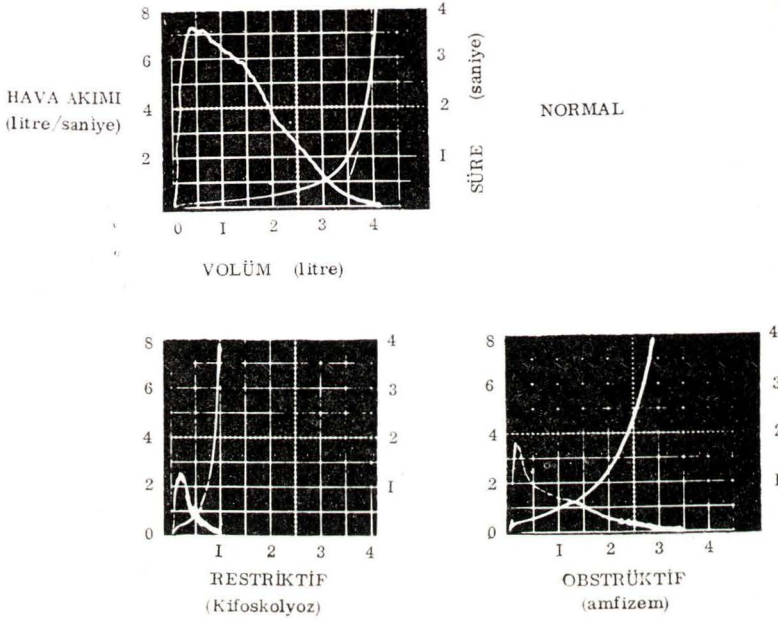 8
6
4
2
HAVA AKIMI
(litre/saniye)
4
3
2
I
SÜRE (saniye)
NORMAL
0 I 2 3 4
VOLÜM (litre)
8
6
4
2
0
4
3
2
I
I 2 3 4
RESTRİKTİF
(Kifoskolyoz)
8
6
4
2
0
4
3
2
I
I 2 3 4
OBSTRÜKTİF
(amfizem)